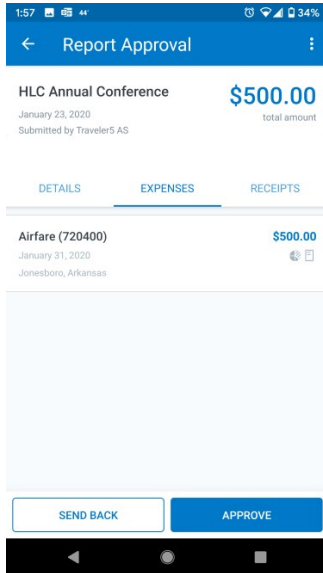 1:57 44° 34%
Report Approval
HLC Annual Conference $500.00
January 23, 2020 total amount
Submitted by Traveler5 AS
DETAILS EXPENSES RECEIPTS
Airfare (720400) $500.00
January 31, 2020
Jonesboro, Arkansas
SEND BACK APPROVE